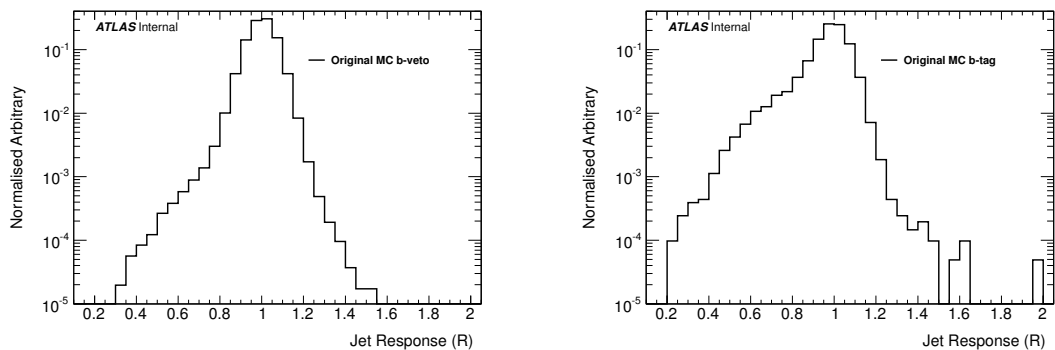 ATLAS Internal
Original MC b-veto
Normalised Arbitrary
10⁻¹
10⁻²
10⁻³
10⁻⁴
10⁻⁵
0.2 0.4 0.6 0.8 1 1.2 1.4 1.6 1.8 2
Jet Response (R)
ATLAS Internal
Original MC b-tag
Normalised Arbitrary
10⁻¹
10⁻²
10⁻³
10⁻⁴
10⁻⁵
0.2 0.4 0.6 0.8 1 1.2 1.4 1.6 1.8 2
Jet Response (R)